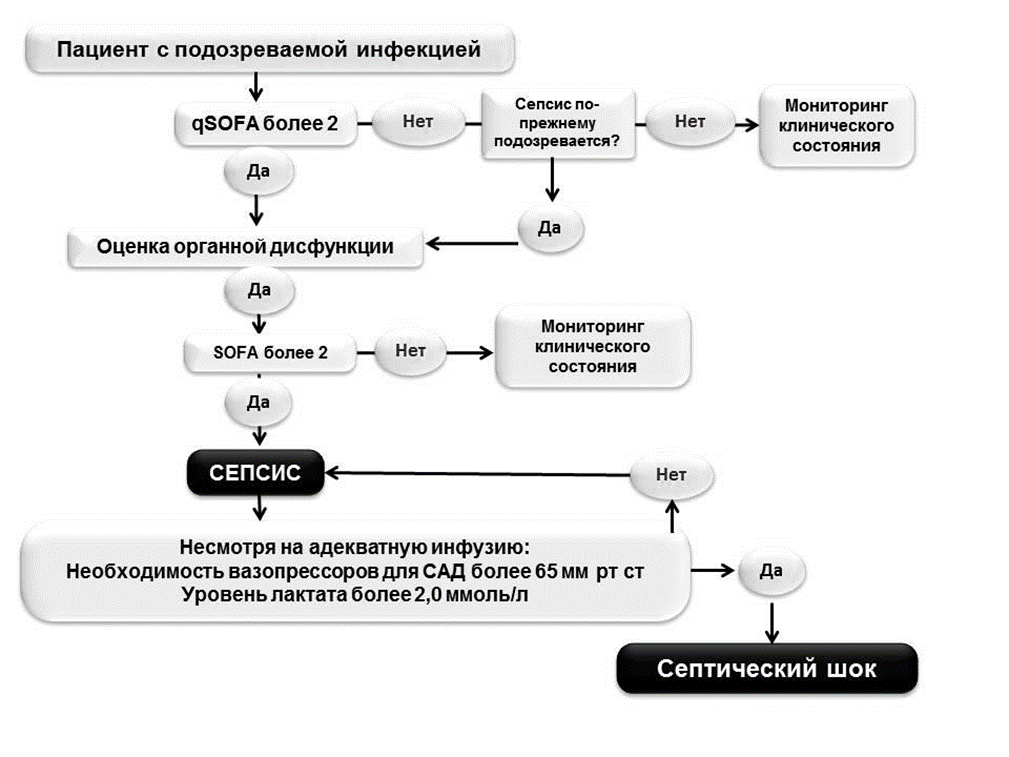 Пациент с подозреваемой инфекцией
qSOFA более 2
Нет
Сепсис по-
прежнему
подозревается?
Нет
Мониторинг
клинического
состояния
Да
Да
Оценка органной дисфункции
Да
SOFA более 2
Нет
Мониторинг
клинического
состояния
Да
СЕПСИС
Нет
Несмотря на адекватную инфузию:
Необходимость вазопрессоров для САД более 65 мм рт ст
Уровень лактата более 2,0 ммоль/л
Да
Септический шок